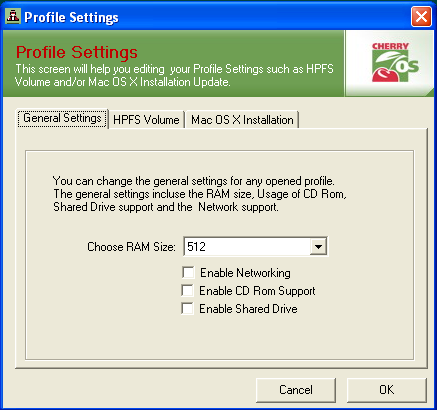 Profile Settings
Profile Settings
This screen will help you editing your Profile Settings such as HPFS
Volume and/or Mac OS X Installation Update.
CHERRY
OS
General Settings
HPFS Volume
Mac OS X Installation
You can change the general settings for any opened profile.
The general settings incluse the RAM size, Usage of CD Rom,
Shared Drive support and the Network support.
Choose RAM Size: 512
Enable Networking
Enable CD Rom Support
Enable Shared Drive
Cancel
OK